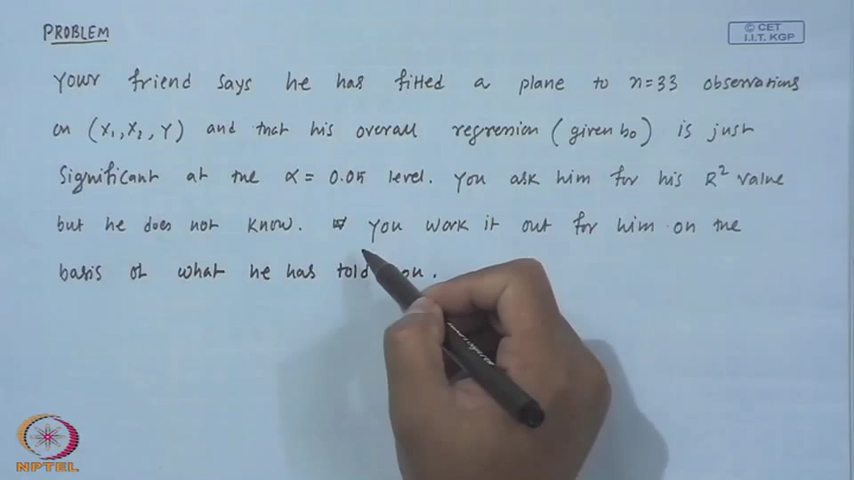 PROBLEM
© CET
I.I.T. KGP
Your friend says he has fitted a plane to n=33 observations
on (X1, X2, Y) and that his overall regression (given b0) is just
significant at the α = 0.05 level. You ask him for his R² value
but he does not know. You work it out for him on the
basis of what he has told you.
NPTEL